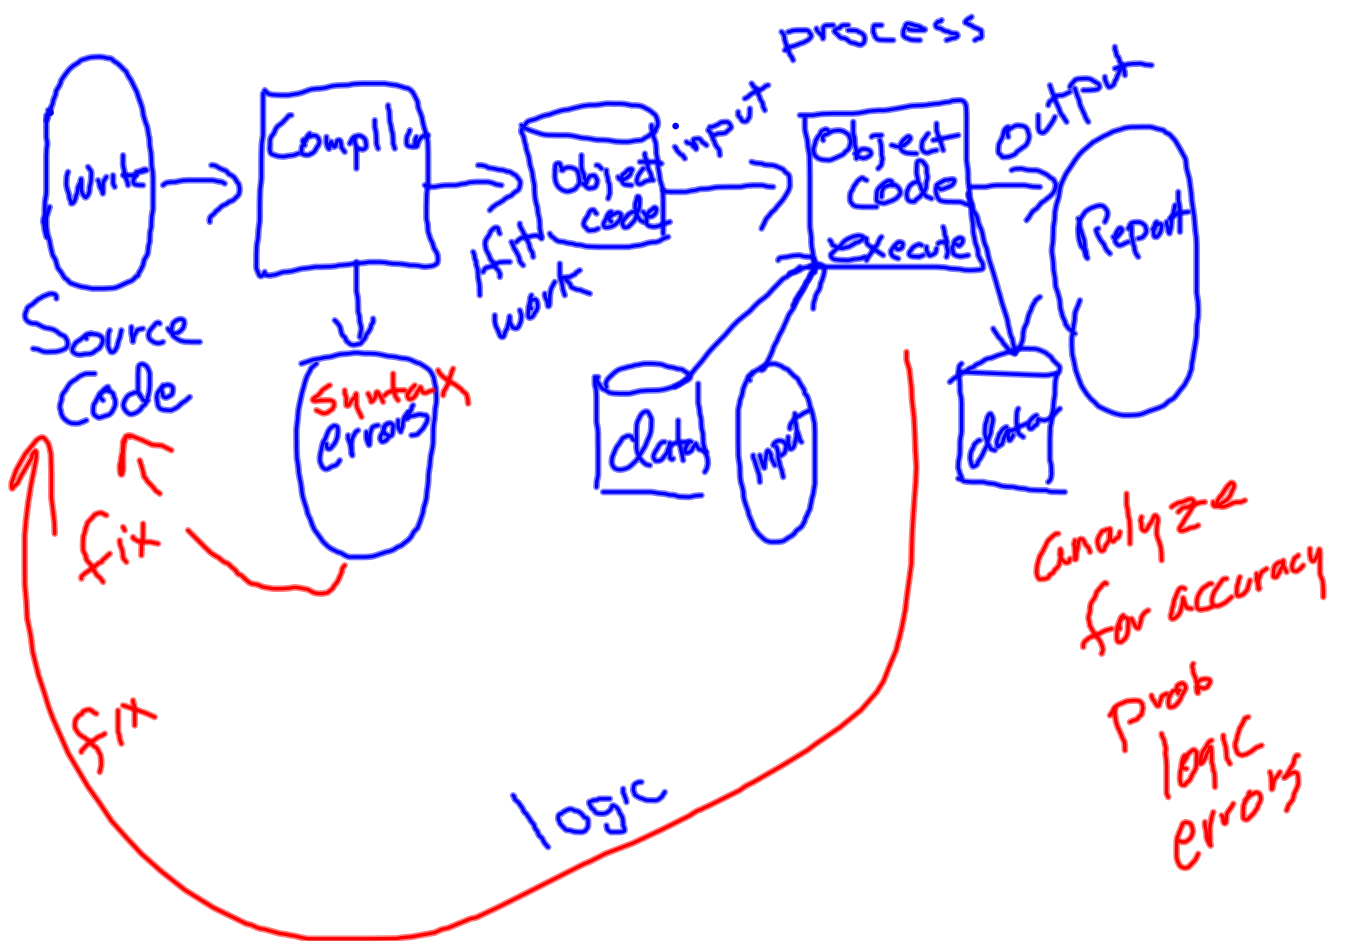 process
input
output
write
Compiler
Object
code
Object
code
execute
Report
If it
work
Source
Code
syntax
errors
data
input
data
fix
analyze
for accuracy
prob
logic
errors
fix
logic